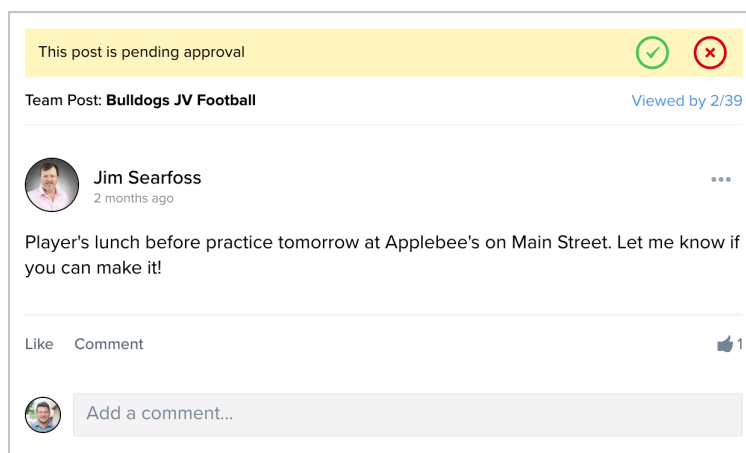 This post is pending approval
Team Post: Bulldogs JV Football
Viewed by 2/39
Jim Searfoss
2 months ago
Player's lunch before practice tomorrow at Applebee's on Main Street. Let me know if
you can make it!
Like Comment
1
Add a comment...